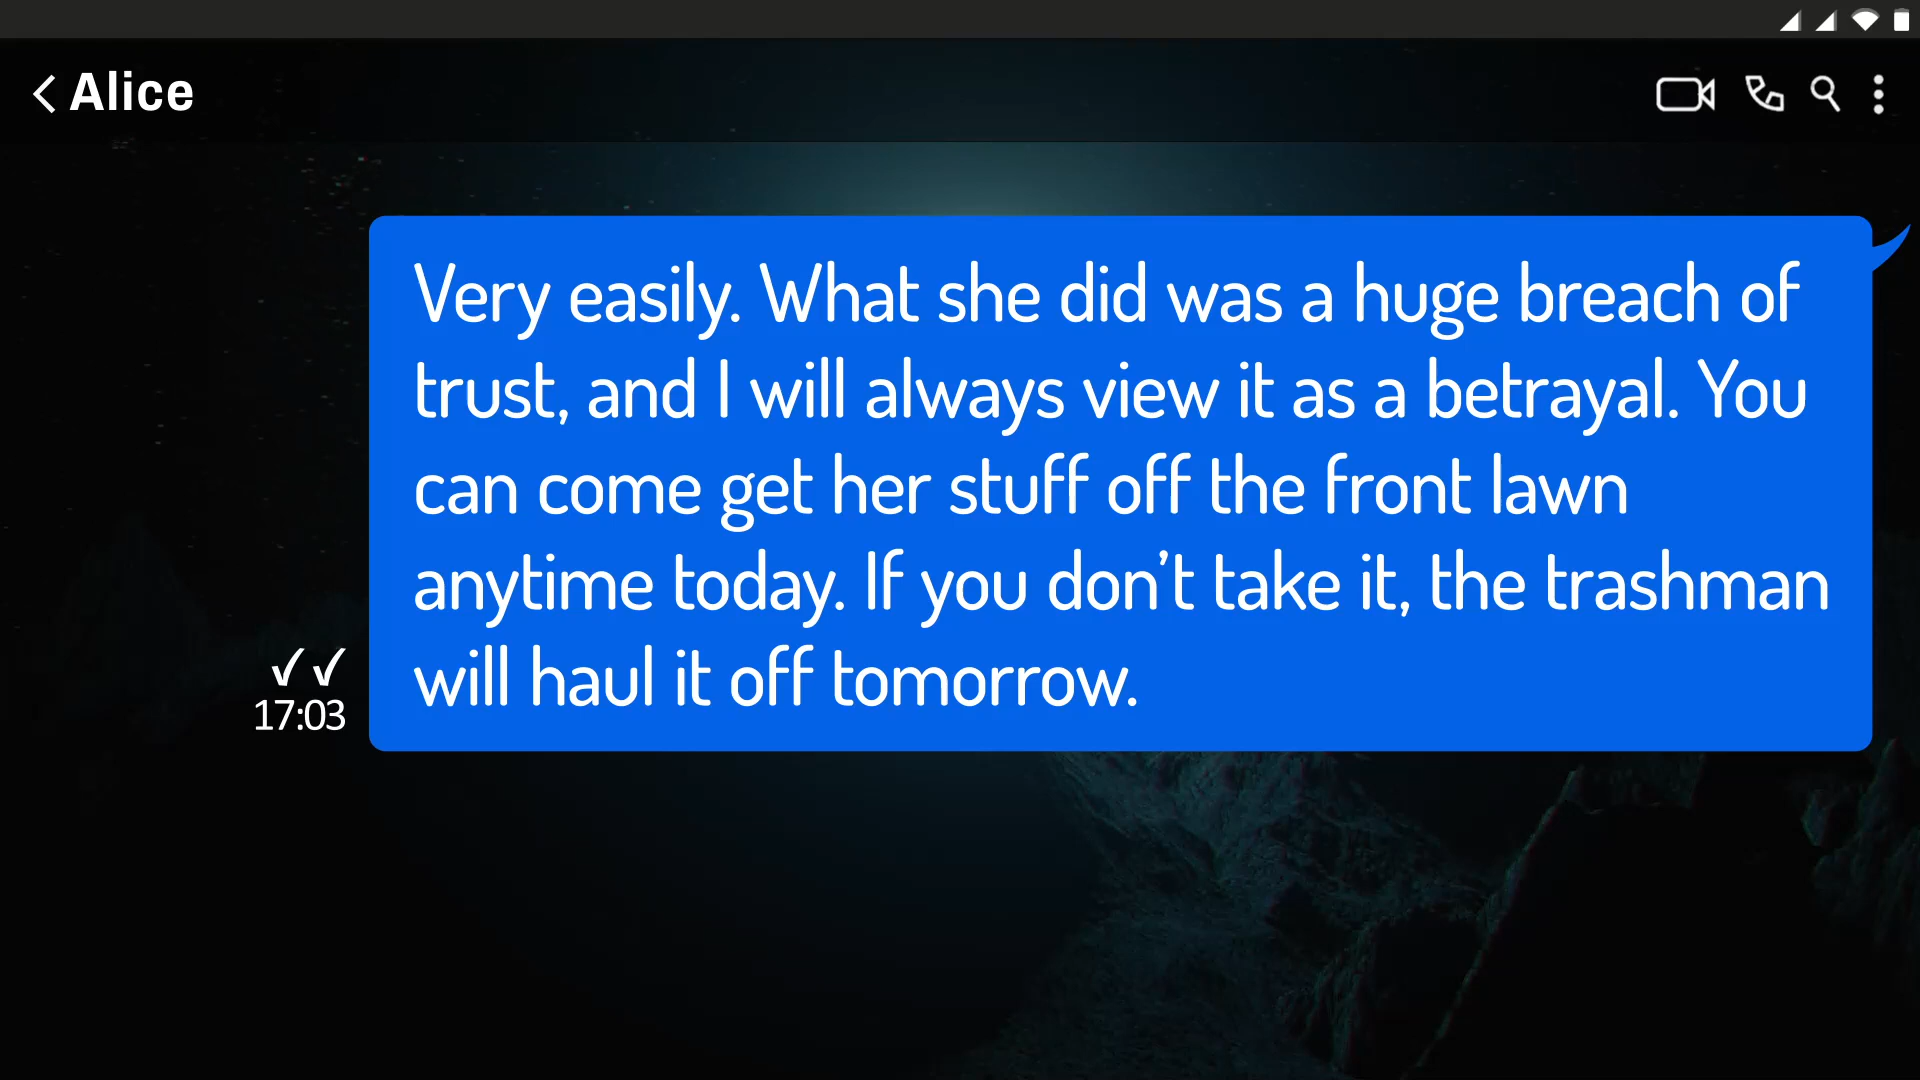 Alice
Very easily. What she did was a huge breach of
trust, and I will always view it as a betrayal. You
can come get her stuff off the front lawn
anytime today. If you don’t take it, the trashman
will haul it off tomorrow.
17:03